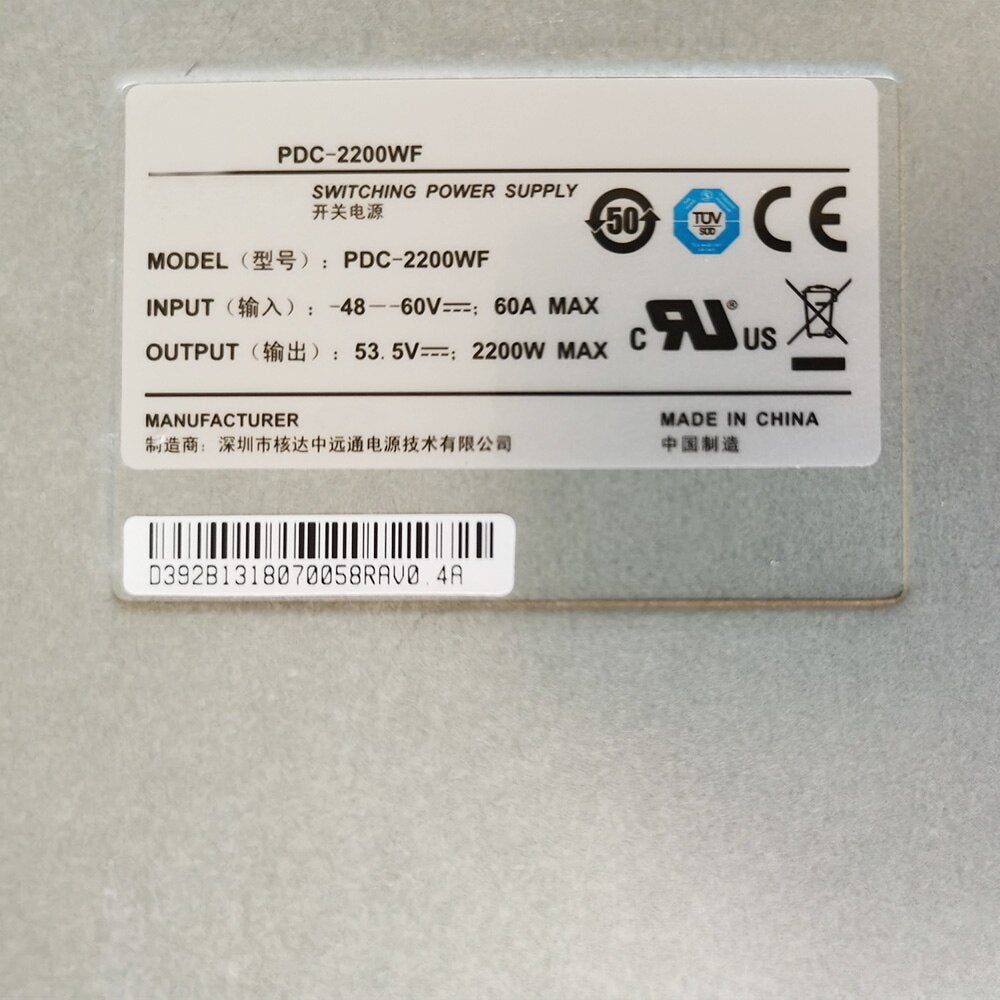 PDC-2200WF
SWITCHING POWER SUPPLY
开关电源
50
TÜV
SÜD
CE
MODEL（型号）: PDC-2200WF
INPUT（输入）: -48--60V⎓; 60A MAX
OUTPUT（输出）: 53.5V⎓; 2200W MAX
C RU® US
MANUFACTURER
制造商: 深圳市核达中远通电源技术有限公司
MADE IN CHINA
中国制造
D392B1318070058RAV0.4A